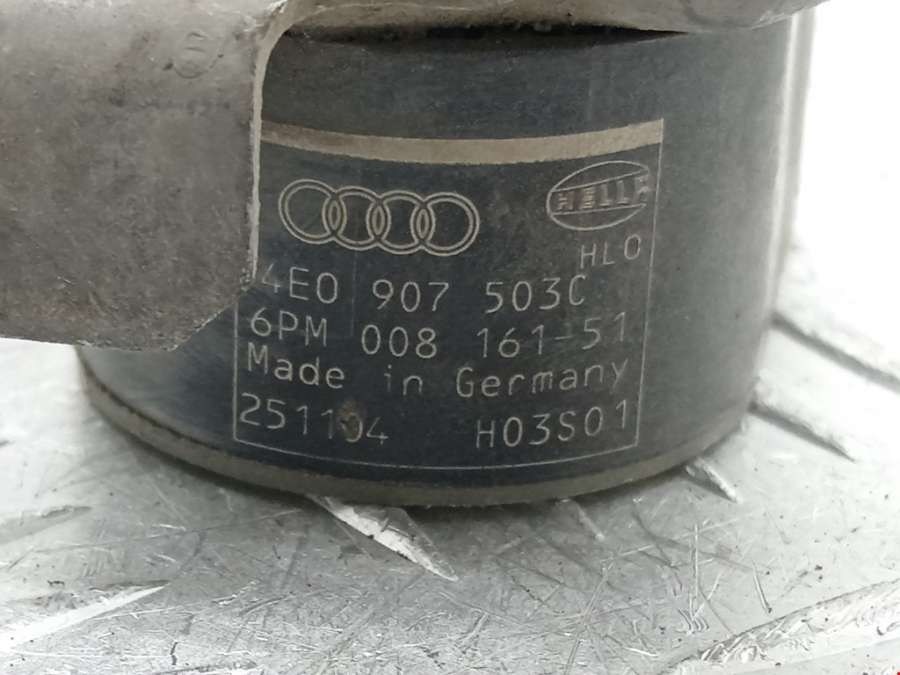 HELLA
HLO
4E0 907 503C
6PM 008 161-51
Made in Germany
251104 H03S01